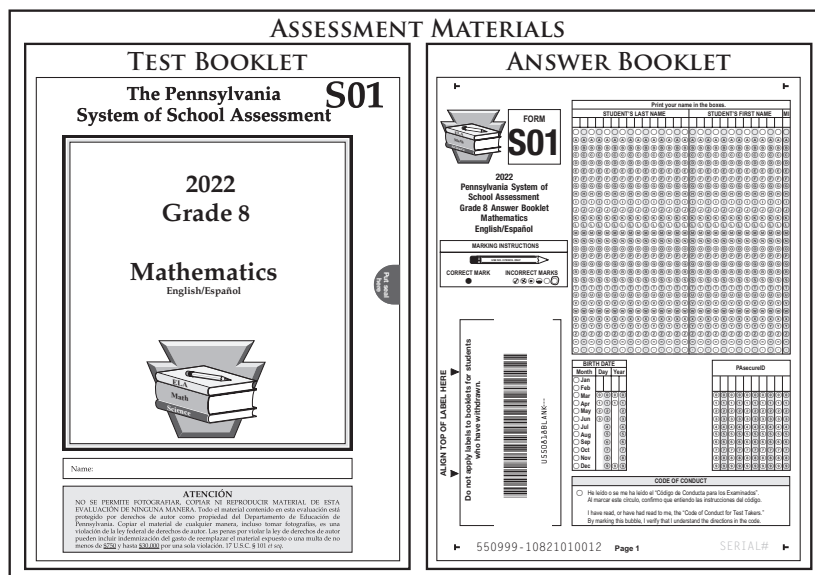 ASSESSMENT MATERIALS
TEST BOOKLET
The Pennsylvania
System of School Assessment
S01
2022
Grade 8
Mathematics
English/Español
Put seal
here
ELA
Math
Science
Name:
ATENCIÓN
NO SE PERMITE FOTOGRAFIAR, COPIAR NI REPRODUCIR MATERIAL DE ESTA
EVALUACIÓN DE NINGUNA MANERA. Todo el material contenido en esta evaluación está
protegido por derechos de autor como propiedad del Departamento de Educación de
Pennsylvania. Copiar el material de cualquier manera, incluso tomar fotografías, es una
violación de la ley federal de derechos de autor. Las penas por violar la ley de derechos de autor
pueden incluir indemnización del gasto de reemplazar el material expuesto o una multa de no
menos de $750 y hasta $30,000 por una sola violación. 17 U.S.C. § 101 et seq.
ANSWER BOOKLET
ELA
Math
FORM
S01
2022
Pennsylvania System of
School Assessment
Grade 8 Answer Booklet
Mathematics
English/Español
MARKING INSTRUCTIONS
CORRECT MARK
INCORRECT MARKS
Print your name in the boxes.
STUDENT'S LAST NAME
STUDENT'S FIRST NAME
MI
ALIGN TOP OF LABEL HERE
Do not apply labels to booklets for students
who have withdrawn.
BIRTH DATE
Month Day Year
Jan
Feb
Mar
Apr
May
Jun
Jul
Aug
Sep
Oct
Nov
Dec
PAsecureID
CODE OF CONDUCT
He leído o se me ha leído el "Código de Conducta para los Examinados".
Al marcar este círculo, confirmo que entiendo las instrucciones del código.
I have read, or have had read to me, the "Code of Conduct for Test Takers."
By marking this bubble, I verify that I understand the directions in the code.
550999-10821010012
Page 1
SERIAL#